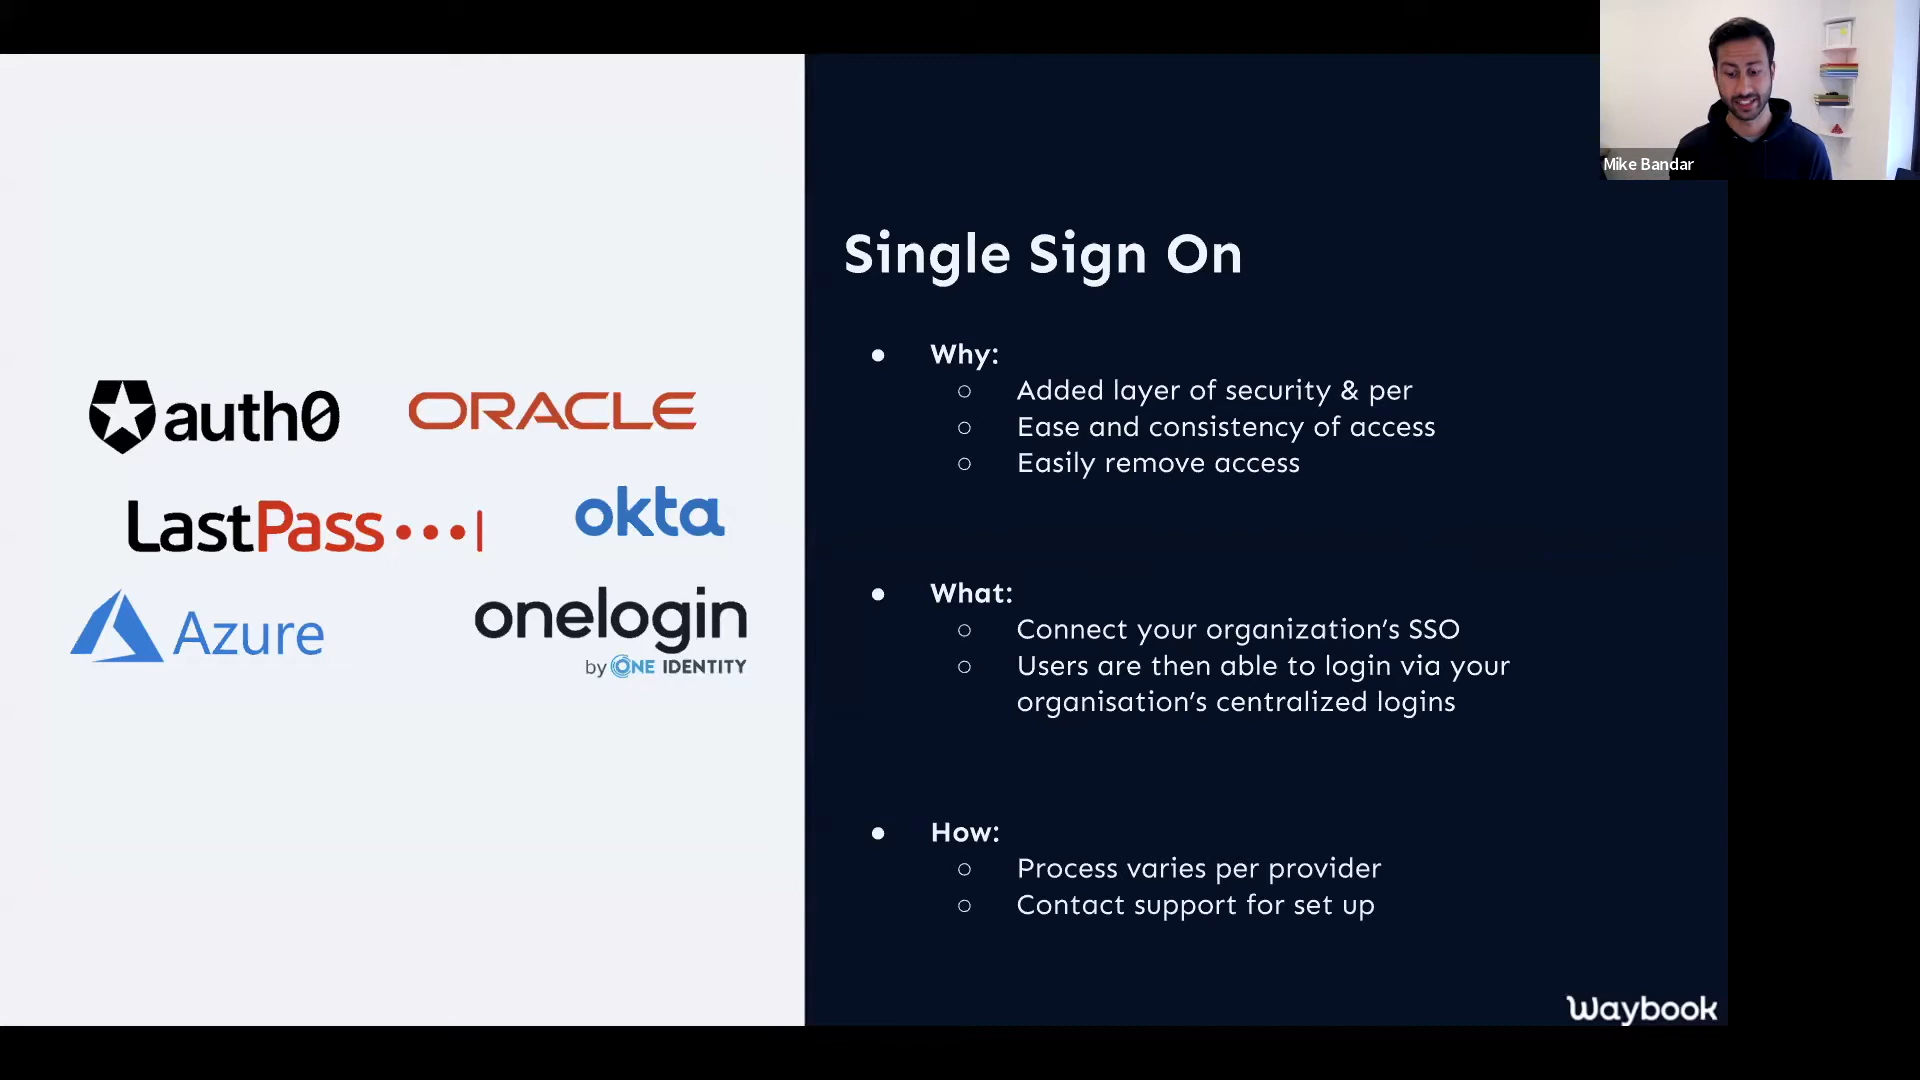 Mike Bandar
auth0
ORACLE
LastPass
okta
Azure
onelogin
by ONE IDENTITY
Single Sign On
Why:
Added layer of security & per
Ease and consistency of access
Easily remove access
What:
Connect your organization’s SSO
Users are then able to login via your
organisation’s centralized logins
How:
Process varies per provider
Contact support for set up
Waybook